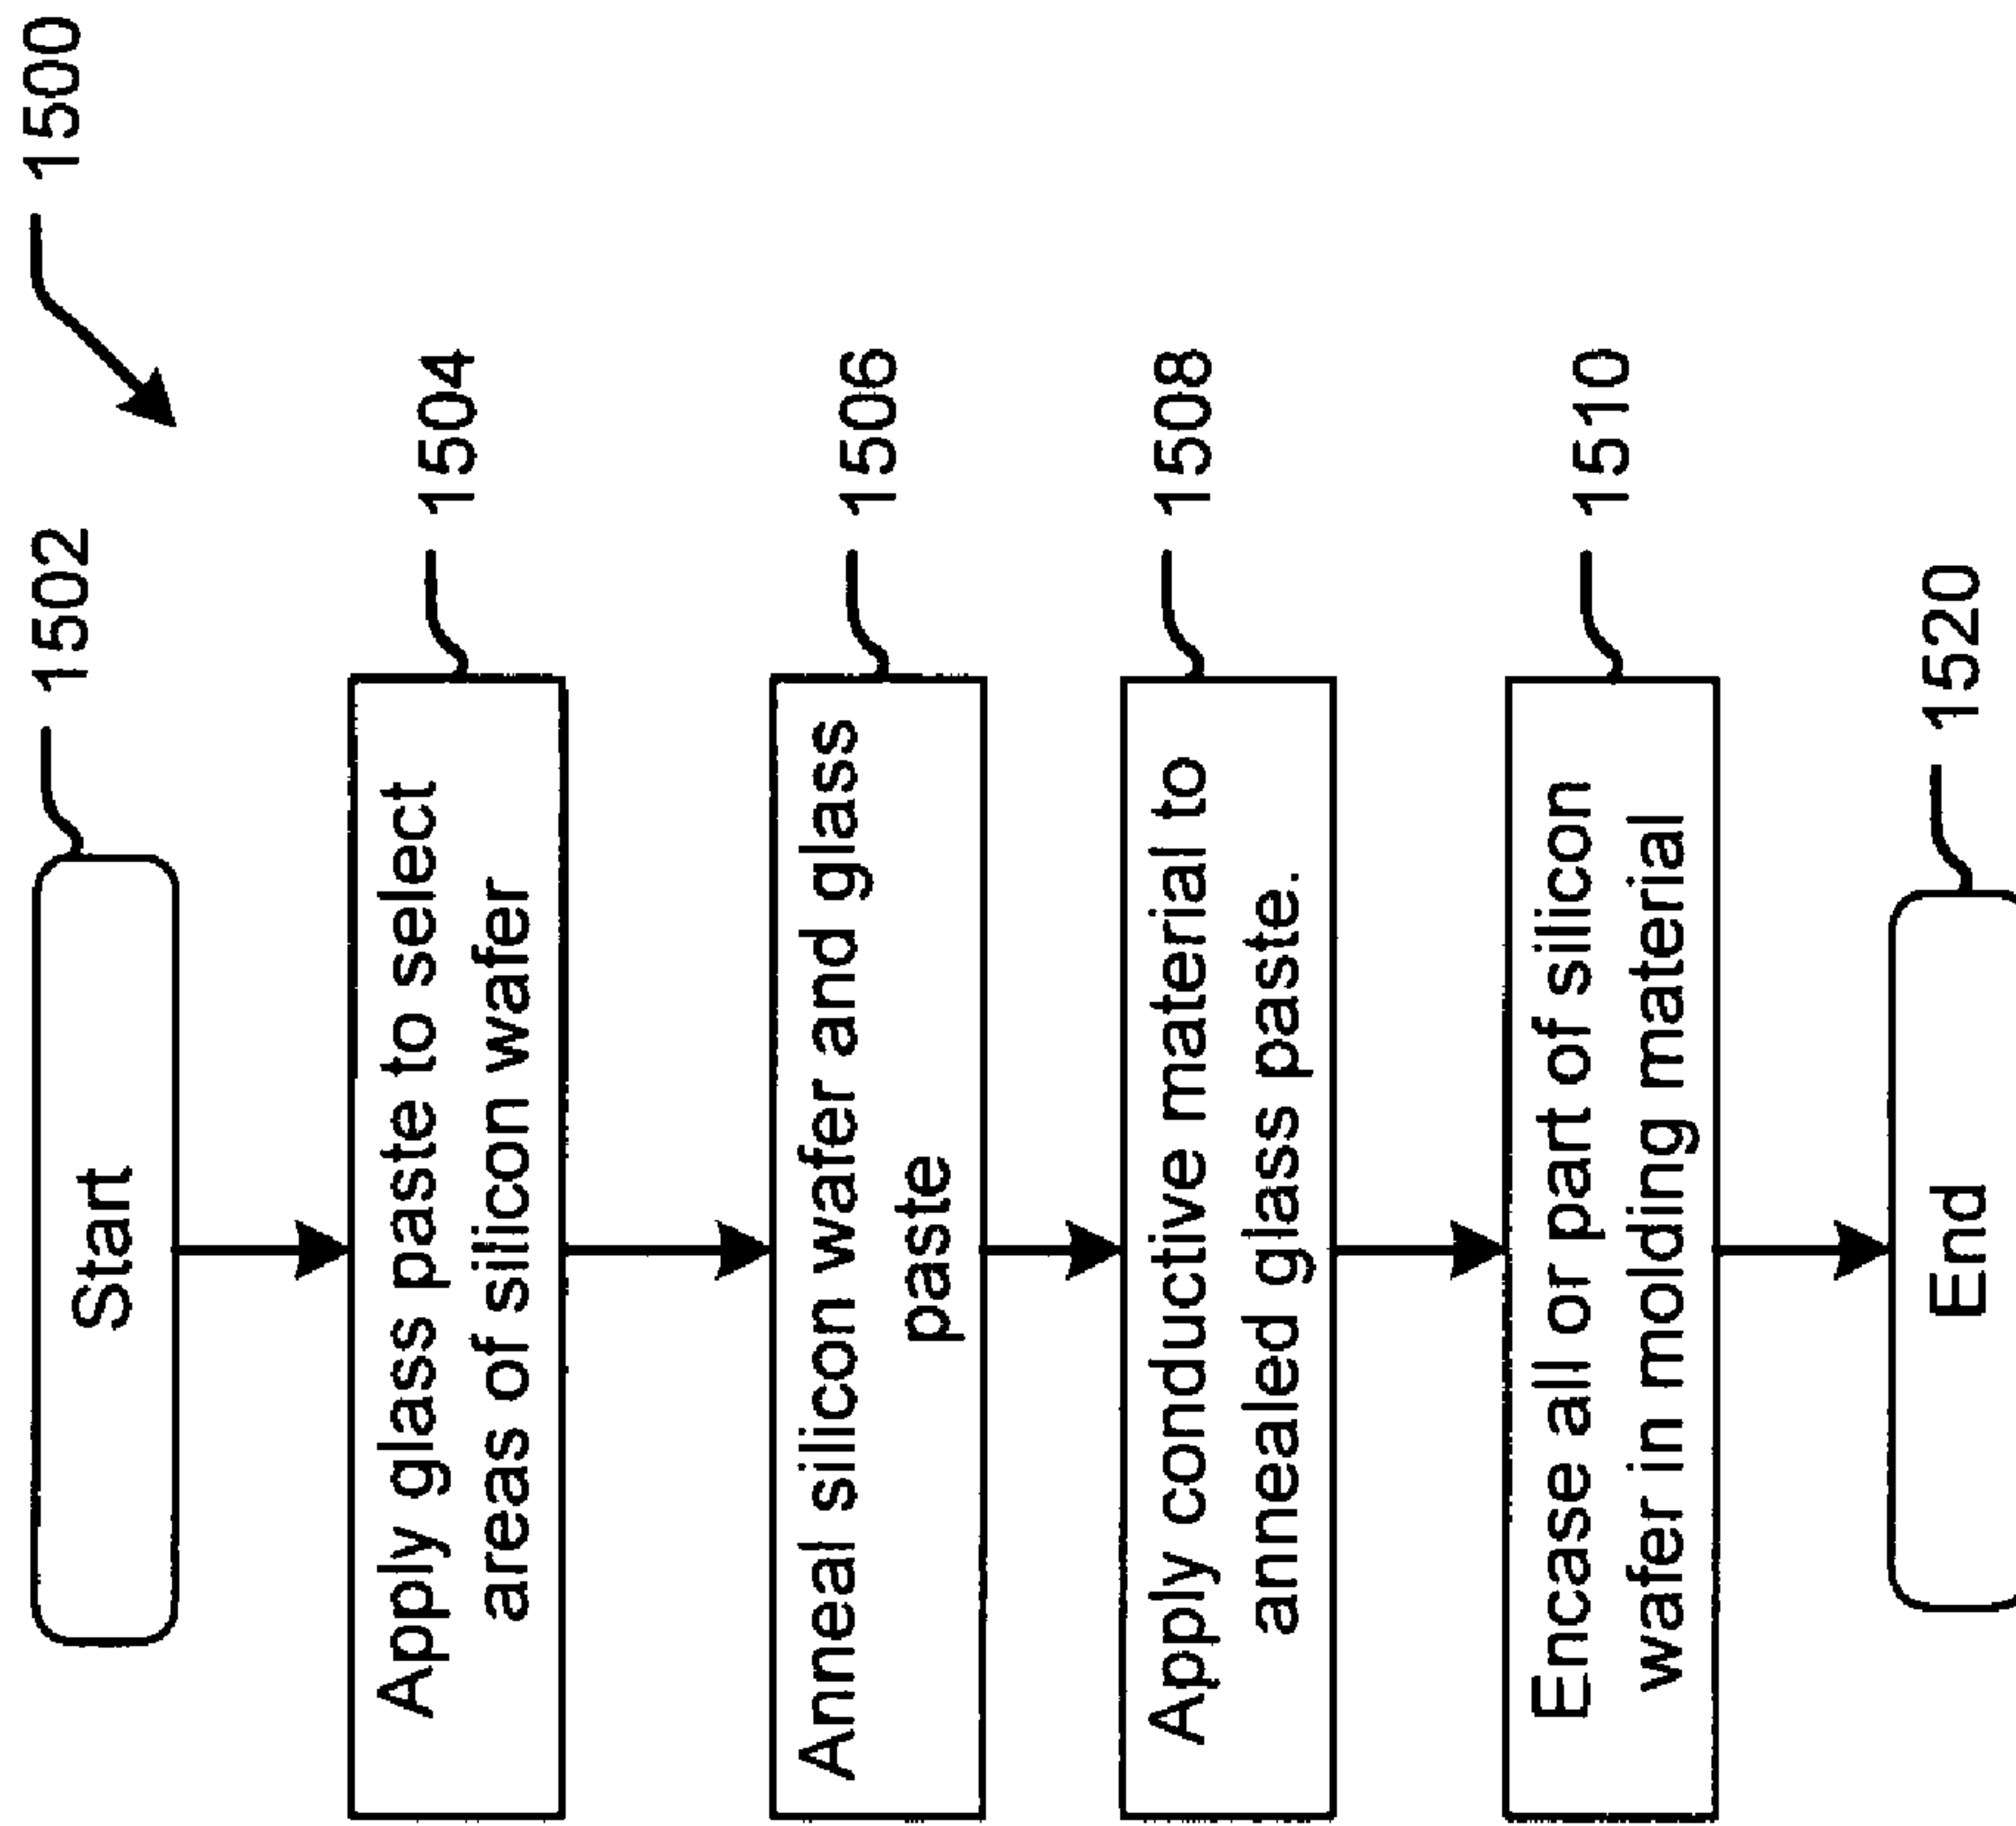 1500
Start
1502
Apply glass paste to select
areas of silicon wafer
1504
Anneal silicon wafer and glass
paste
1506
Apply conductive material to
annealed glass paste.
1508
Encase all or part of silicon
wafer in molding material
1510
End
1520